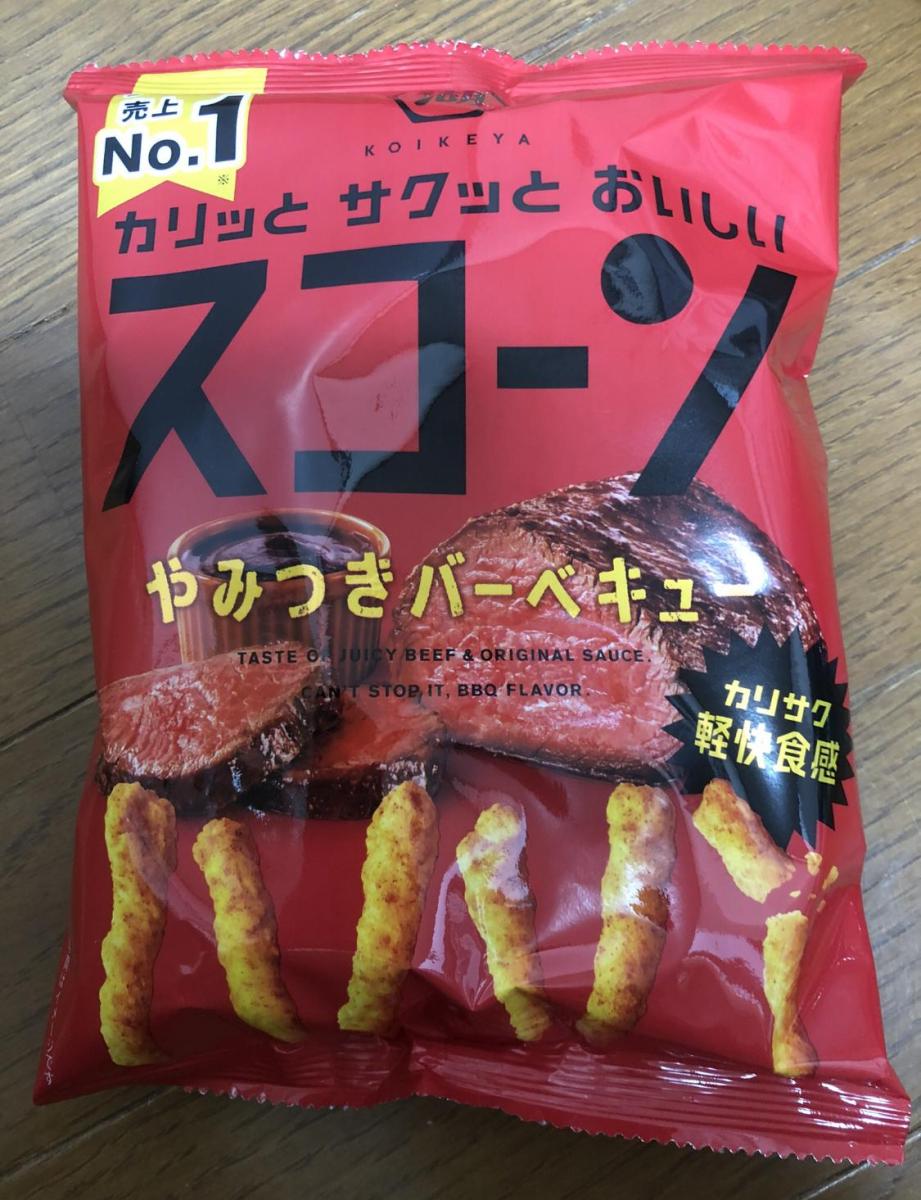 売上
No.1
※
KOIKEYA
カリッと サクッと おいしい
スコーン
やみつきバーベキュー
TASTE OF JUICY BEEF & ORIGINAL SAUCE.
CAN'T STOP IT, BBQ FLAVOR.
カリサク
軽快食感